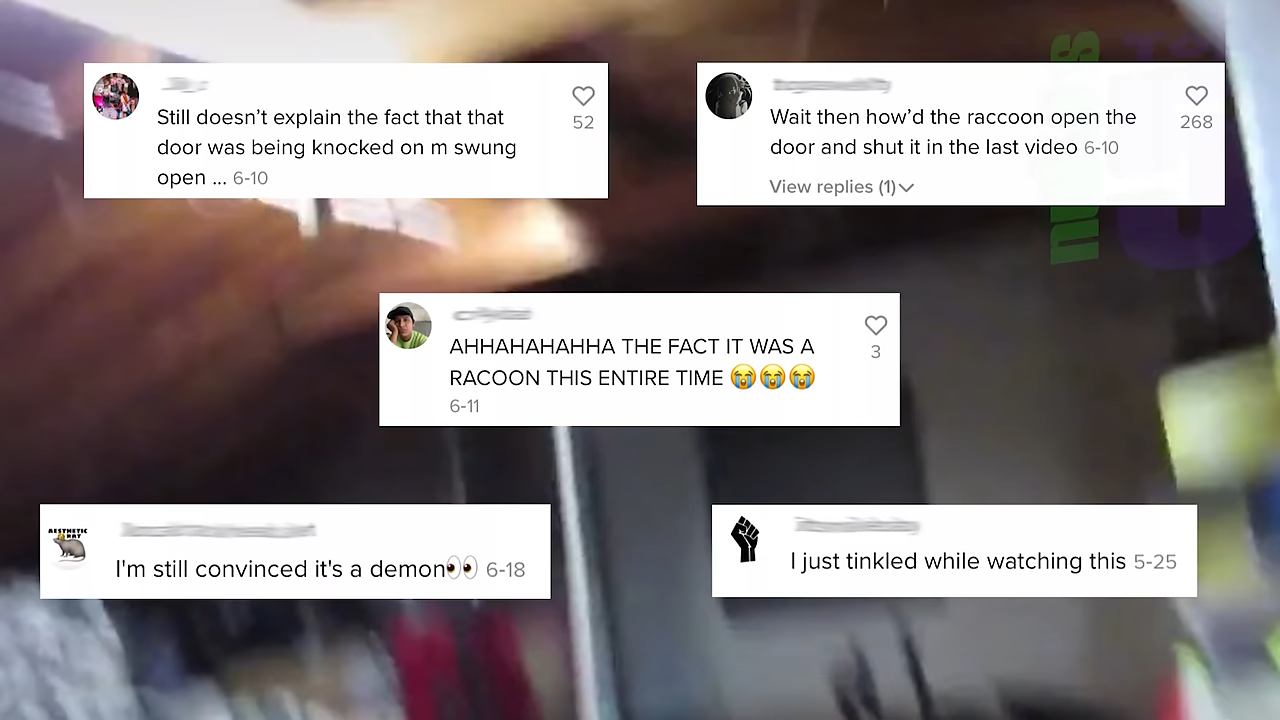 Still doesn’t explain the fact that that
door was being knocked on m swung
open ... 6-10
52
Wait then how’d the raccoon open the
door and shut it in the last video 6-10
View replies (1)
268
AHHAHAHAHHA THE FACT IT WAS A
RACOON THIS ENTIRE TIME 😭😭😭
6-11
3
AESTHETIC
I'm still convinced it's a demon👀 6-18
I just tinkled while watching this 5-25